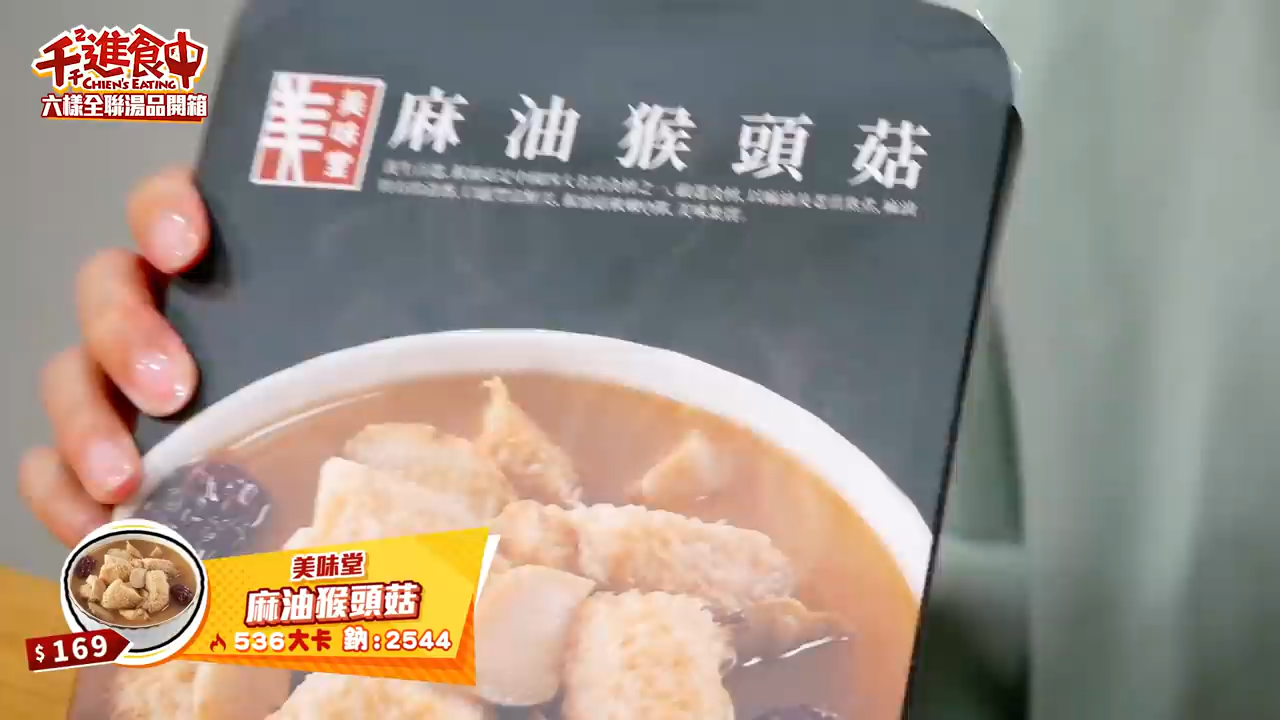 千千進食中
2
CHIEN'S EATING
六樣全聯湯品開箱
美
美味堂
麻油猴頭菇
美味堂
麻油猴頭菇
536大卡 鈉:2544
$169